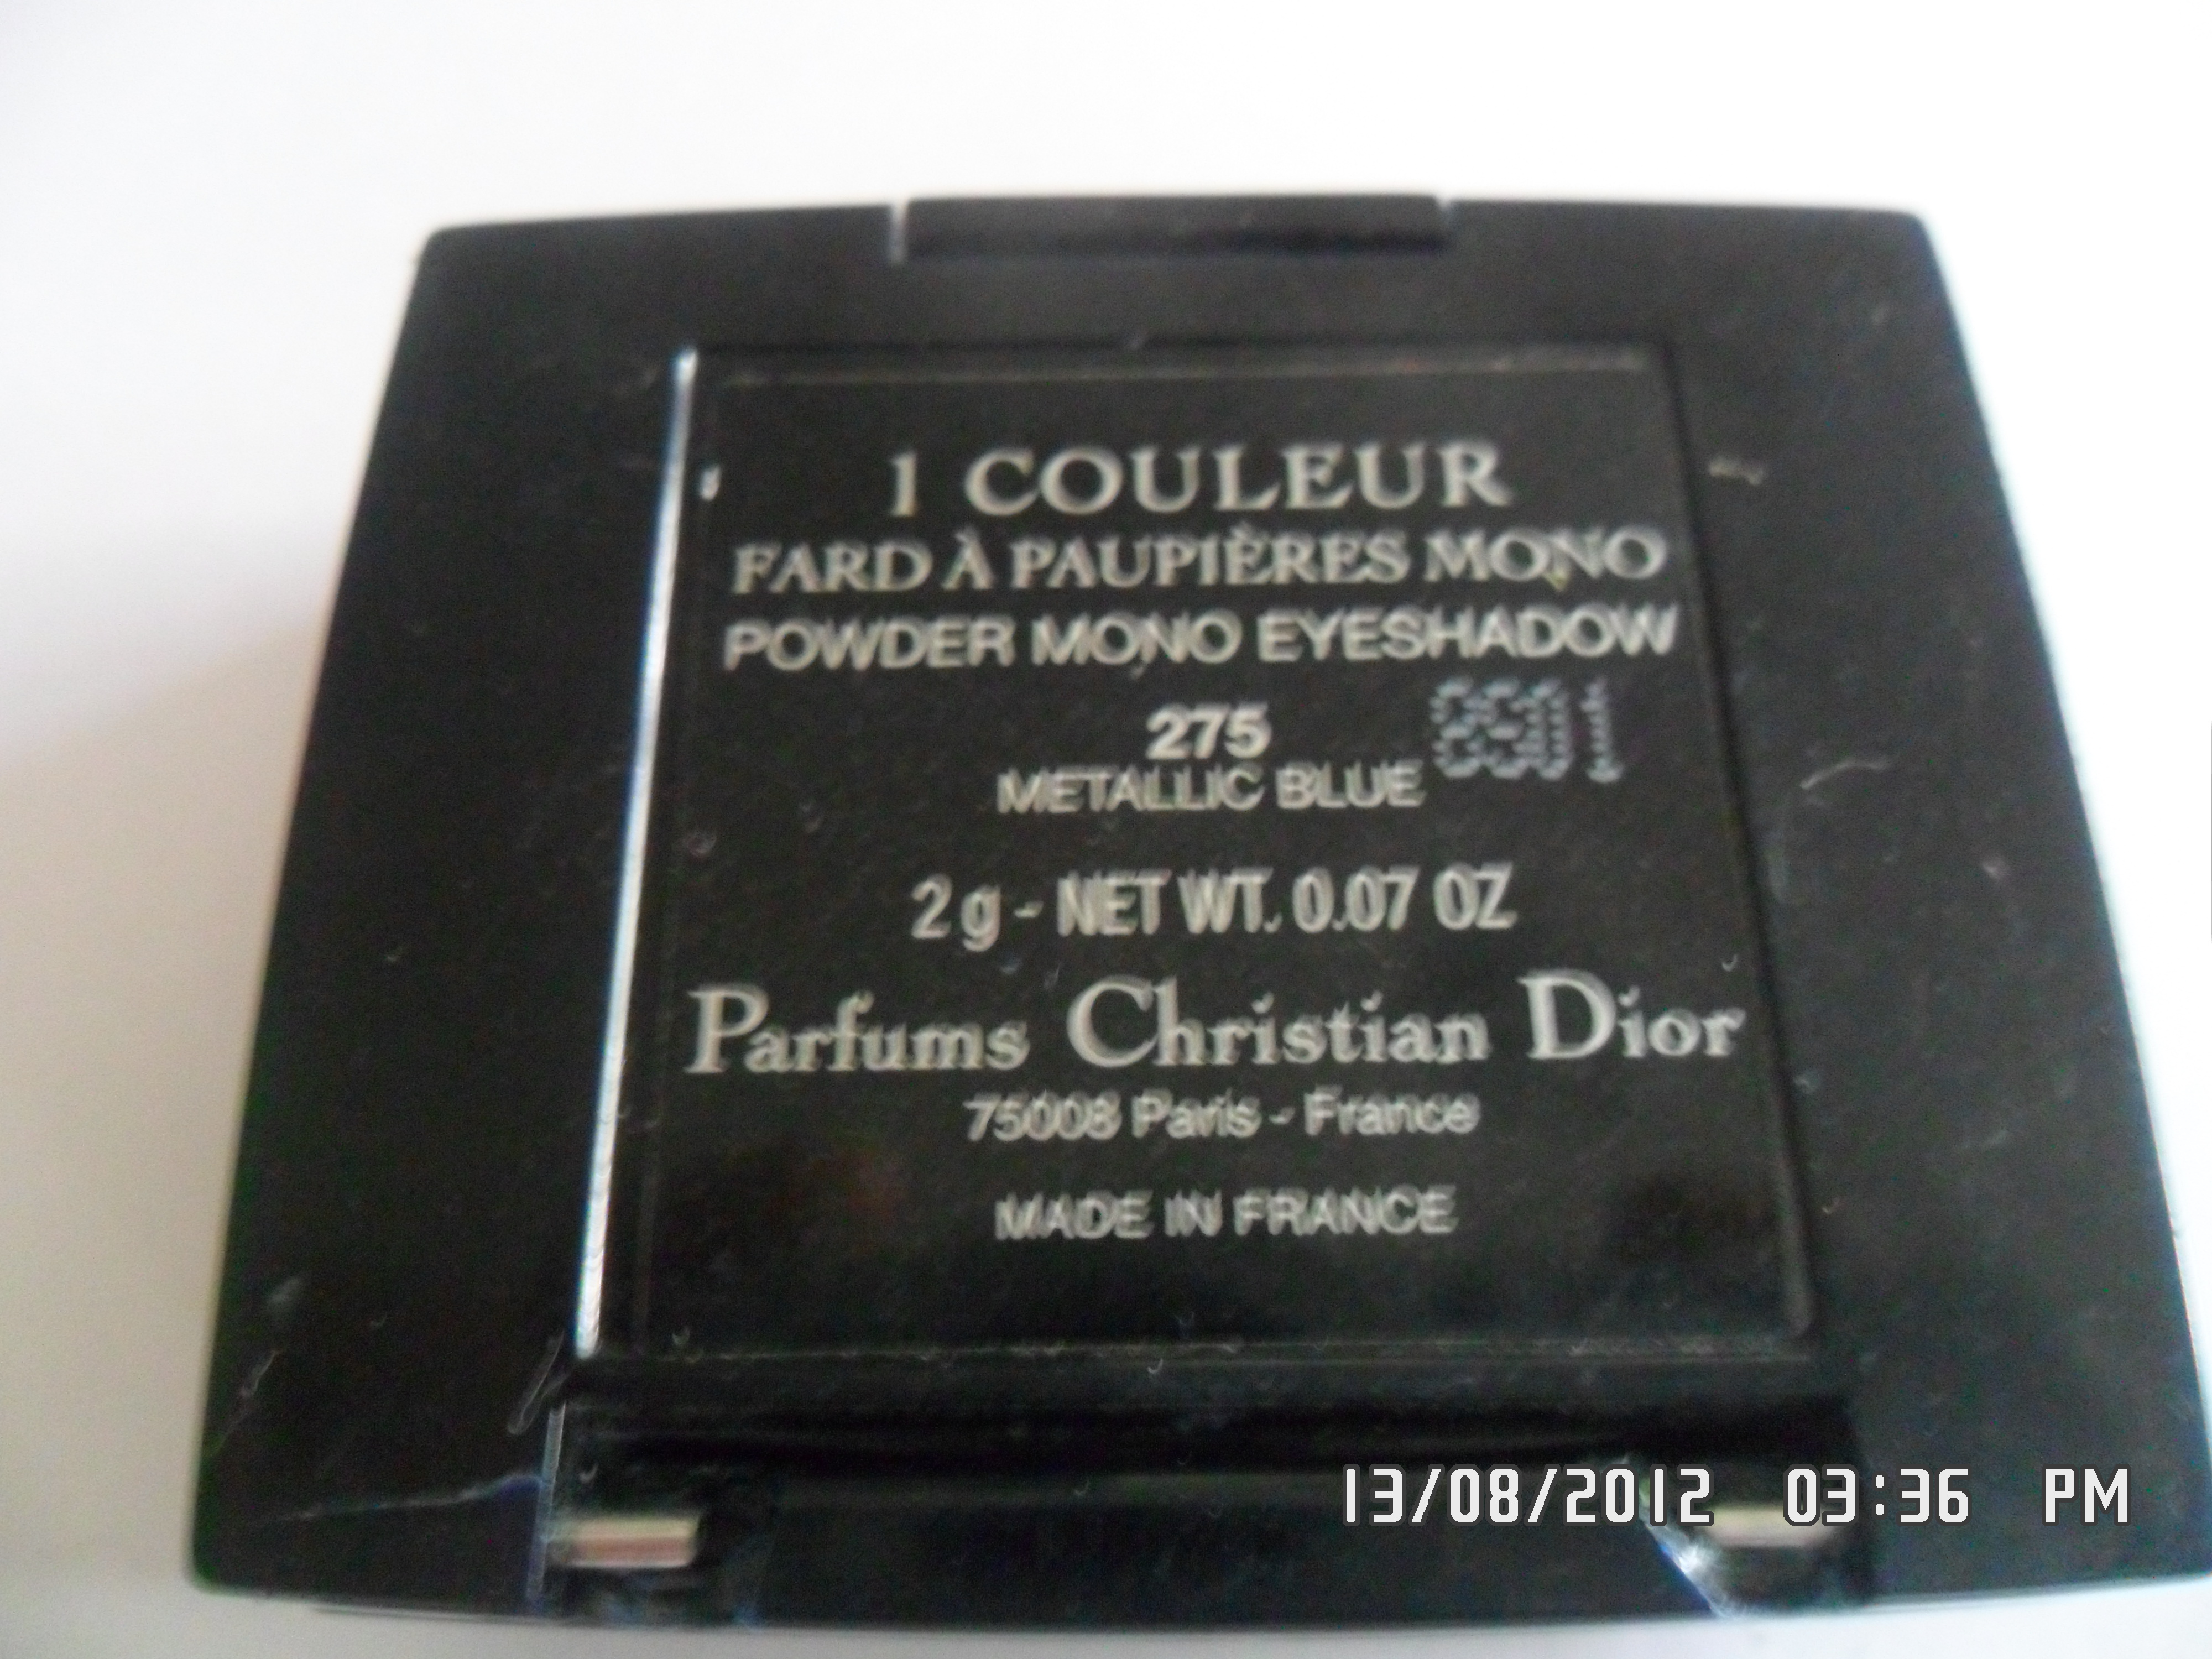 1 COULEUR
FARD À PAUPIÈRES MONO
POWDER MONO EYESHADOW
275
METALLIC BLUE
2 g - NET WT. 0.07 OZ
Parfums Christian Dior
75008 Paris - France
MADE IN FRANCE
13/08/2012 03:36 PM